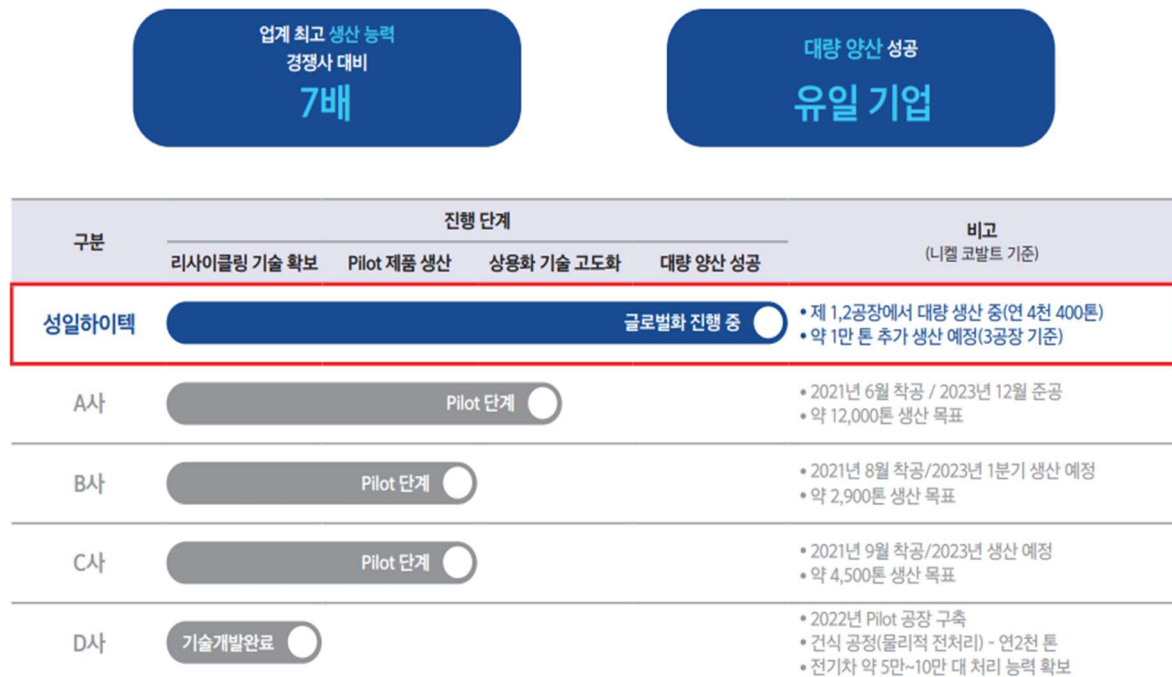 업계 최고 생산 능력
경쟁사 대비
7배
대량 양산 성공
유일 기업
구분
진행 단계
비고
(니켈 코발트 기준)
리사이클링 기술 확보
Pilot 제품 생산
상용화 기술 고도화
대량 양산 성공
성일하이텍
글로벌화 진행 중
• 제 1,2공장에서 대량 생산 중(연 4천 400톤)
• 약 1만 톤 추가 생산 예정(3공장 기준)
A사
Pilot 단계
• 2021년 6월 착공 / 2023년 12월 준공
• 약 12,000톤 생산 목표
B사
Pilot 단계
• 2021년 8월 착공/2023년 1분기 생산 예정
• 약 2,900톤 생산 목표
C사
Pilot 단계
• 2021년 9월 착공/2023년 생산 예정
• 약 4,500톤 생산 목표
D사
기술개발완료
• 2022년 Pilot 공장 구축
• 건식 공정(물리적 전처리) - 연2천 톤
• 전기차 약 5만~10만 대 처리 능력 확보